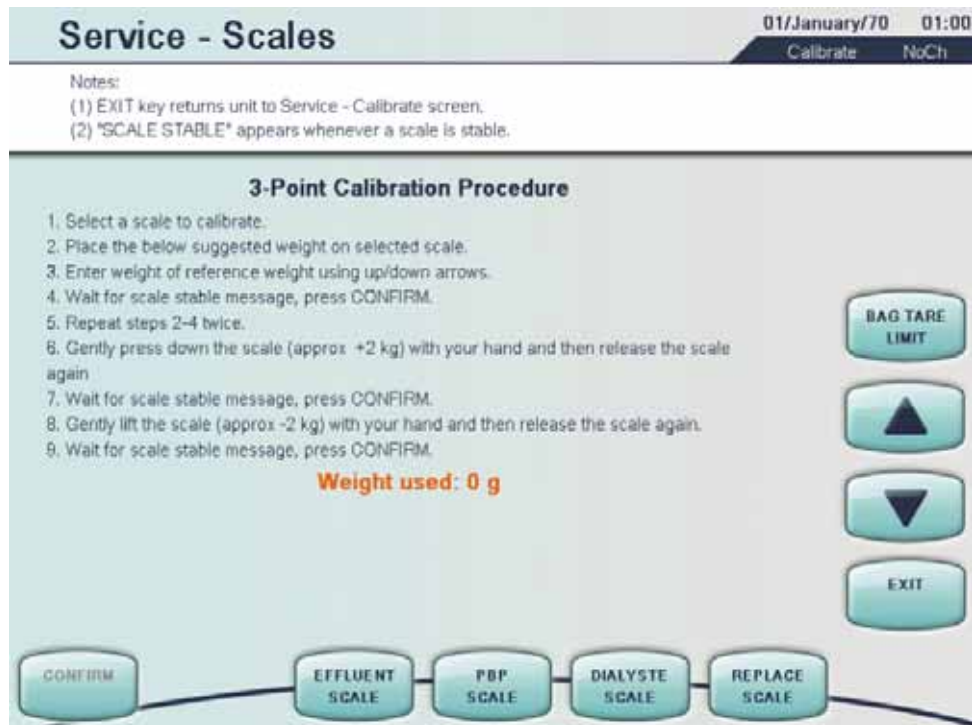 Service - Scales
01/January/70 01:00
Calibrate NoCh
Notes:
(1) EXIT key returns unit to Service - Calibrate screen.
(2) "SCALE STABLE" appears whenever a scale is stable.
3-Point Calibration Procedure
1. Select a scale to calibrate.
2. Place the below suggested weight on selected scale.
3. Enter weight of reference weight using up/down arrows.
4. Wait for scale stable message, press CONFIRM.
5. Repeat steps 2-4 twice.
6. Gently press down the scale (approx +2 kg) with your hand and then release the scale
again
7. Wait for scale stable message, press CONFIRM.
8. Gently lift the scale (approx -2 kg) with your hand and then release the scale again.
9. Wait for scale stable message, press CONFIRM.
Weight used: 0 g
BAG TARE
LIMIT
EXIT
CONFIRM
EFFLUENT
SCALE
PBP
SCALE
DIALYSTE
SCALE
REPLACE
SCALE